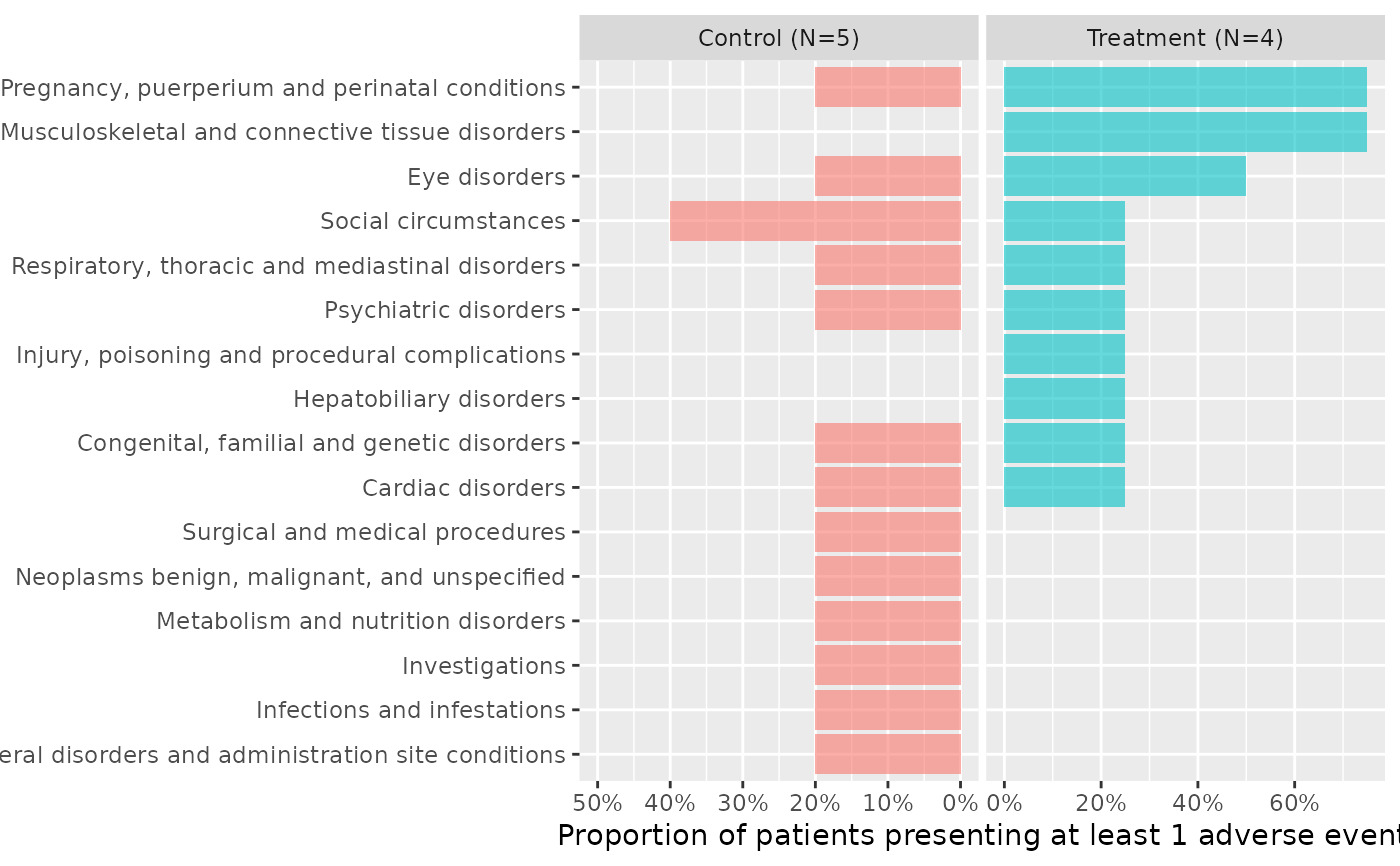 Control (N=5) Treatment (N=4)
Pregnancy, puerperium and perinatal conditions
Musculoskeletal and connective tissue disorders
Eye disorders
Social circumstances
Respiratory, thoracic and mediastinal disorders
Psychiatric disorders
Injury, poisoning and procedural complications
Hepatobiliary disorders
Congenital, familial and genetic disorders
Cardiac disorders
Surgical and medical procedures
Neoplasms benign, malignant, and unspecified
Metabolism and nutrition disorders
Investigations
Infections and infestations
eral disorders and administration site conditions
50% 40% 30% 20% 10% 0% 0% 20% 40% 60%
Proportion of patients presenting at least 1 adverse event